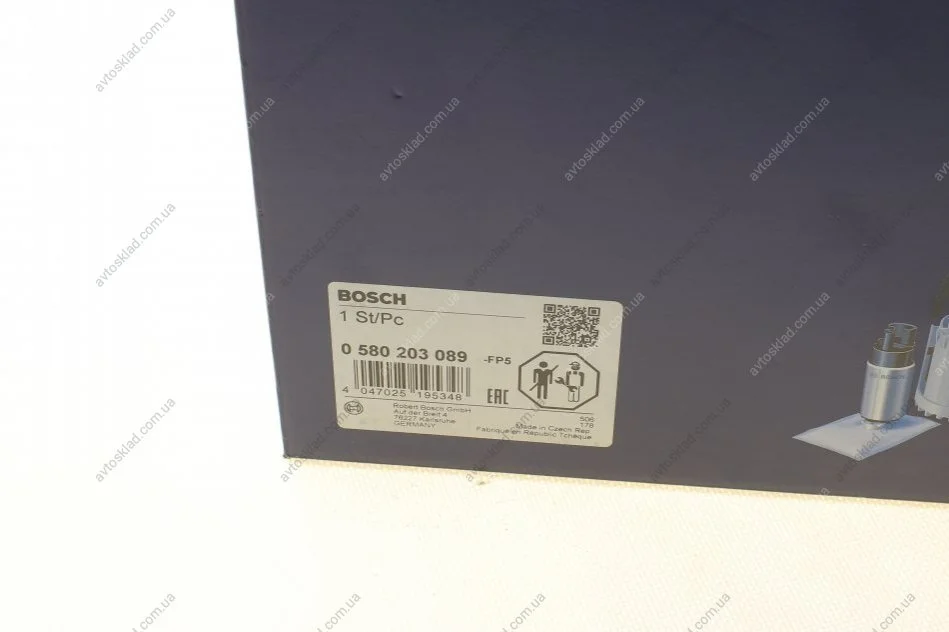 BOSCH
1 St/Pc
0 580 203 089 -FP5
4 047025 195348
EAC
Robert Bosch GmbH
Auf der Breit 4
76227 Karlsruhe
GERMANY
506
178
Made in Czech Rep.
Fabriqué en Republic Tchèque
avtosklad.com.ua